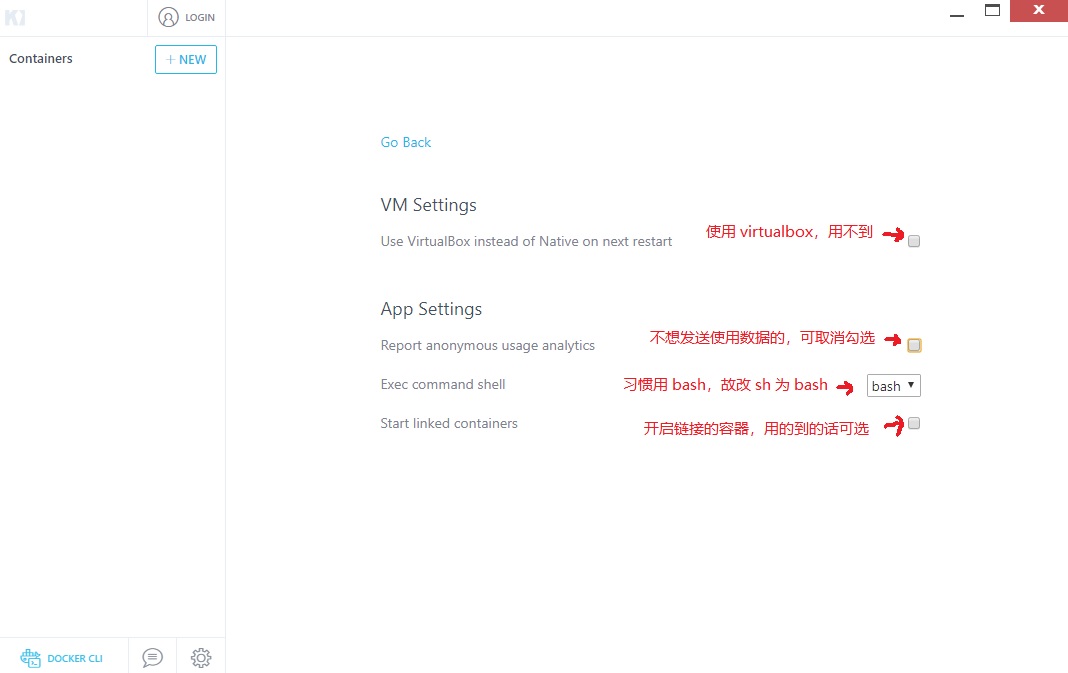 LOGIN
Containers
+ NEW
Go Back
VM Settings
Use VirtualBox instead of Native on next restart
使用 virtualbox，用不到
App Settings
Report anonymous usage analytics
不想发送使用数据的，可取消勾选
Exec command shell
习惯用 bash，故改 sh 为 bash
bash
Start linked containers
开启链接的容器，用的到的话可选
DOCKER CLI